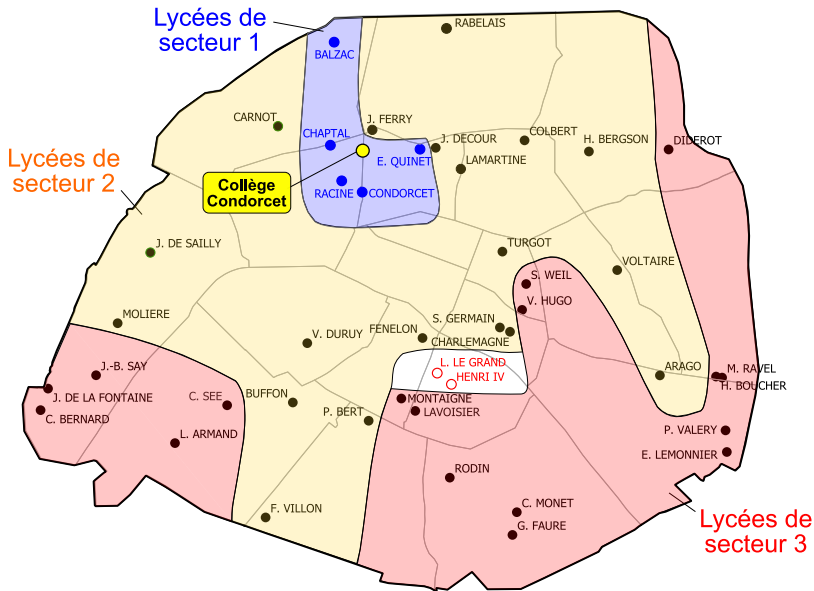 Lycées de
secteur 1
RABELAIS
BALZAC
CARNOT
J. FERRY
CHAPTAL
J. DECOUR
COLBERT
H. BERGSON
DIDEROT
E. QUINET
LAMARTINE
Lycées de
secteur 2
Collège
Condorcet
RACINE
CONDORCET
J. DE SAILLY
TURGOT
VOLTAIRE
S. WEIL
V. HUGO
MOLIERE
V. DURUY
FENELON
S. GERMAIN
CHARLEMAGNE
L. LE GRAND
HENRI IV
J.-B. SAY
J. DE LA FONTAINE
C. BERNARD
C. SEE
L. ARMAND
BUFFON
P. BERT
MONTAIGNE
LAVOISIER
ARAGO
M. RAVEL
H. BOUCHER
P. VALERY
E. LEMONNIER
RODIN
F. VILLON
C. MONET
G. FAURE
Lycées de
secteur 3